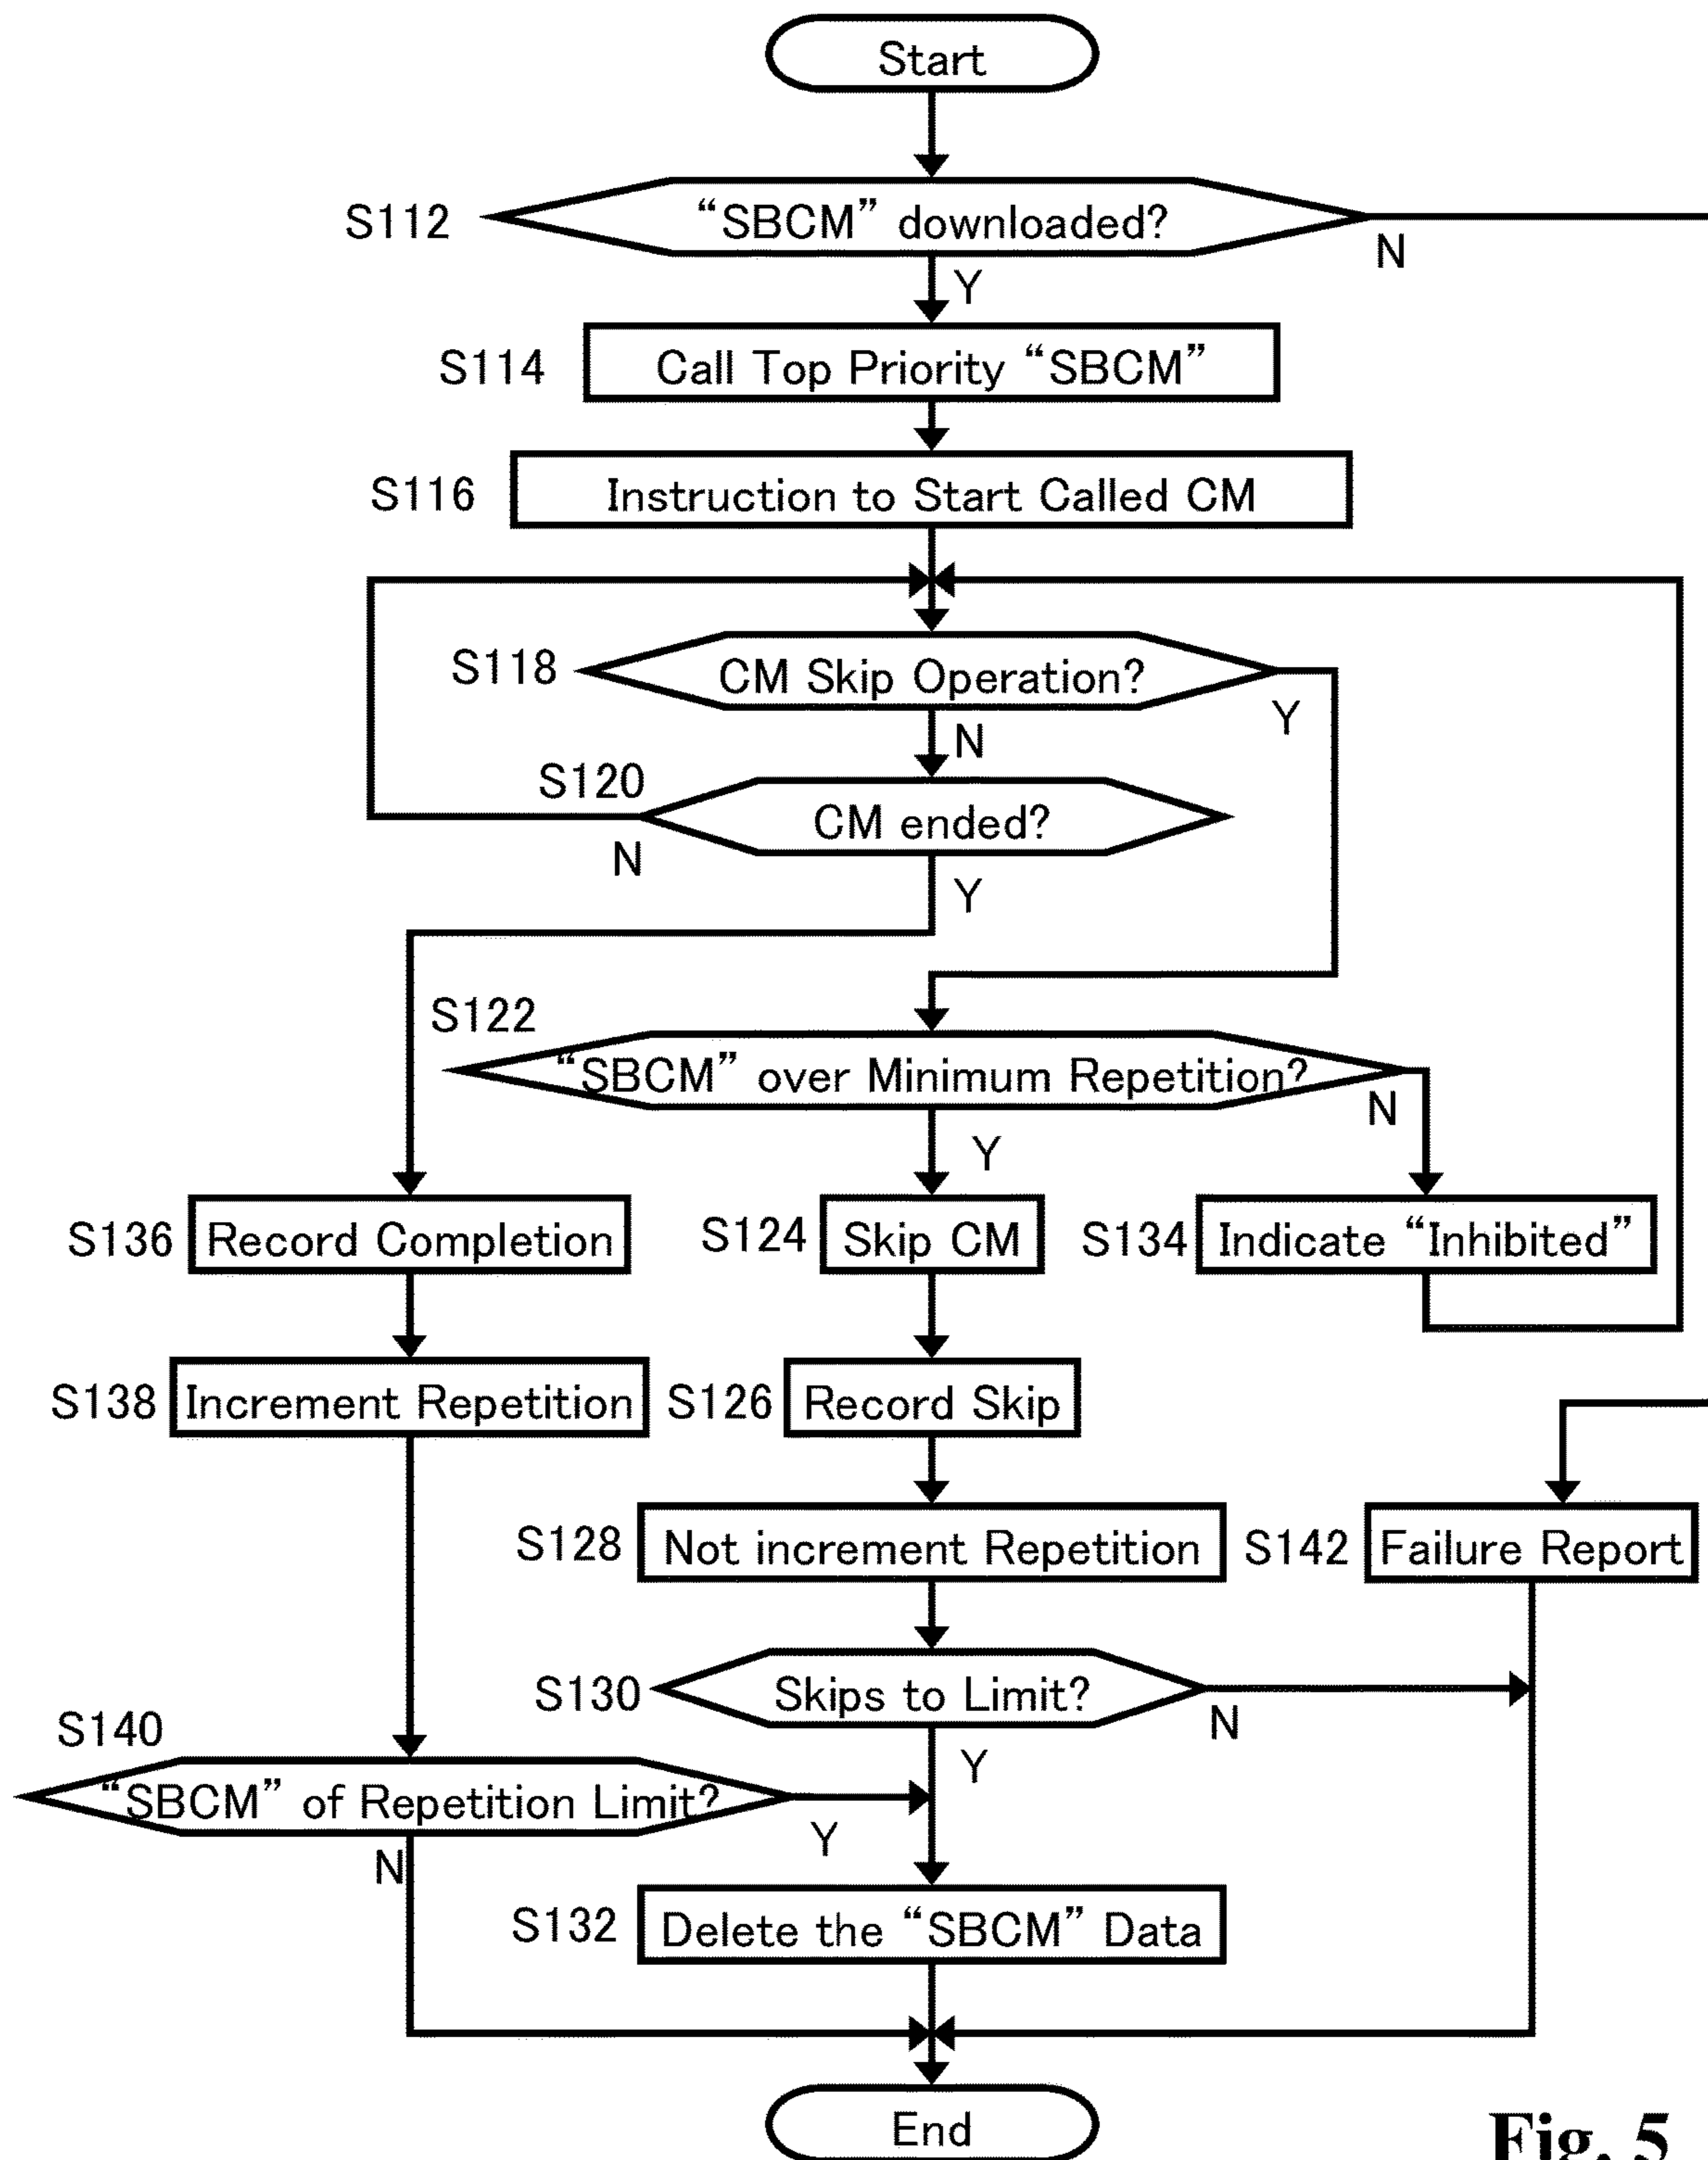 Start
S112
“SBCM” downloaded?
N
Y
S114
Call Top Priority “SBCM”
S116
Instruction to Start Called CM
S118
CM Skip Operation?
Y
N
S120
CM ended?
N
Y
S122
“SBCM” over Minimum Repetition?
N
Y
S136
Record Completion
S124
Skip CM
S134
Indicate “Inhibited”
S138
Increment Repetition
S126
Record Skip
S128
Not increment Repetition
S142
Failure Report
S130
Skips to Limit?
N
Y
S140
“SBCM” of Repetition Limit?
Y
N
S132
Delete the “SBCM” Data
End
Fig. 5